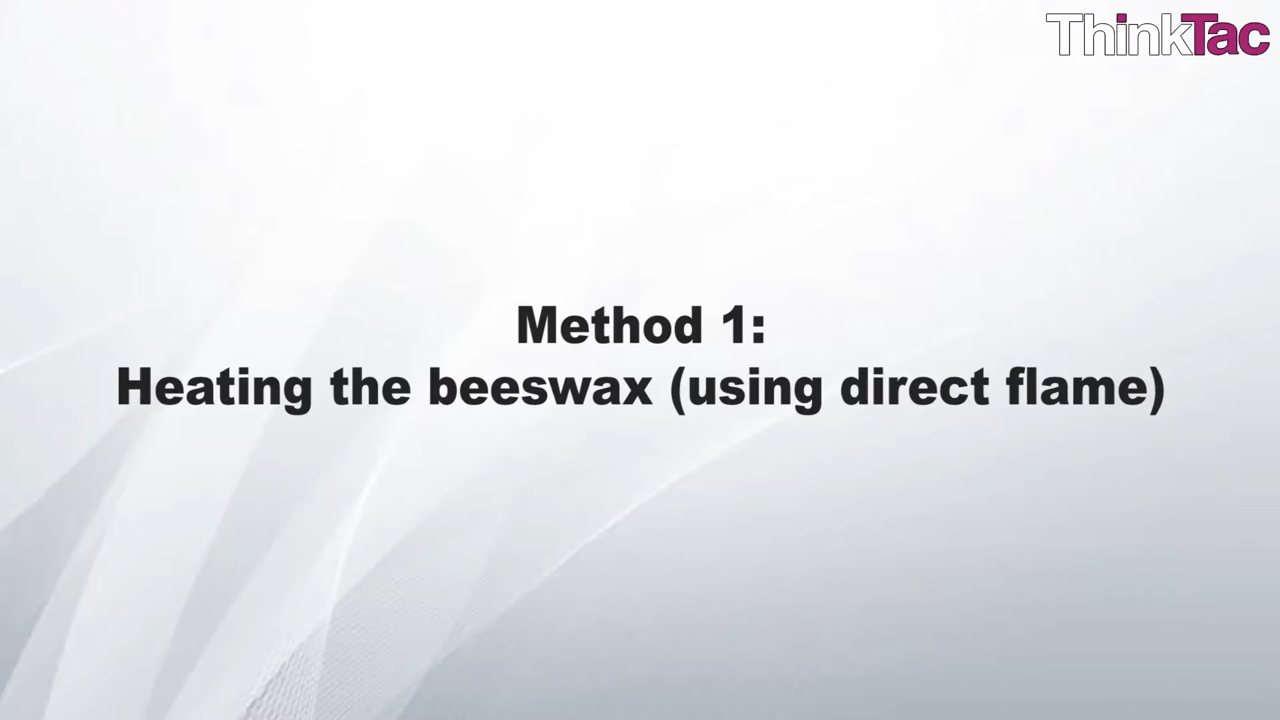 ThinkTac
Method 1:
Heating the beeswax (using direct flame)